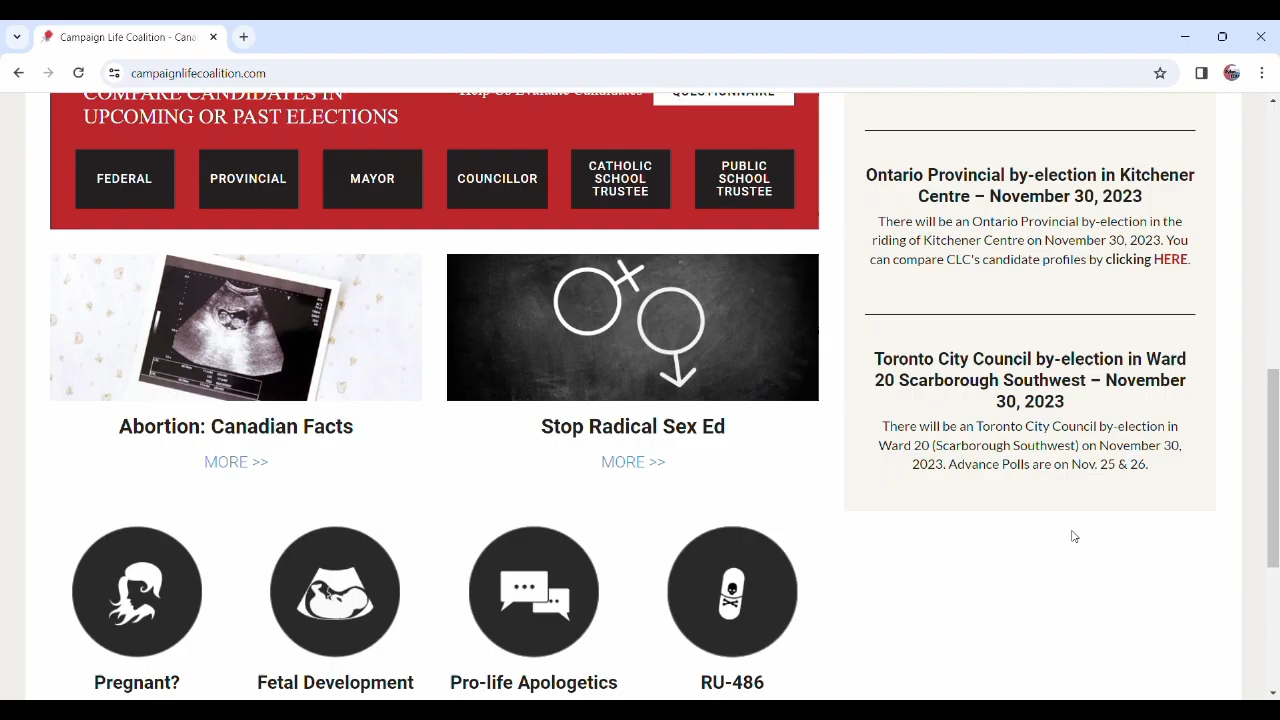 Campaign Life Coalition - Cana
campaignlifecoalition.com
COMPARE CANDIDATES IN
UPCOMING OR PAST ELECTIONS
Help Us Evaluate Candidates
QUESTIONNAIRE
FEDERAL
PROVINCIAL
MAYOR
COUNCILLOR
CATHOLIC
SCHOOL
TRUSTEE
PUBLIC
SCHOOL
TRUSTEE
Abortion: Canadian Facts
MORE >>
Stop Radical Sex Ed
MORE >>
Pregnant?
Fetal Development
Pro-life Apologetics
RU-486
Ontario Provincial by-election in Kitchener
Centre – November 30, 2023
There will be an Ontario Provincial by-election in the
riding of Kitchener Centre on November 30, 2023. You
can compare CLC's candidate profiles by clicking HERE.
Toronto City Council by-election in Ward
20 Scarborough Southwest – November
30, 2023
There will be an Toronto City Council by-election in
Ward 20 (Scarborough Southwest) on November 30,
2023. Advance Polls are on Nov. 25 & 26.